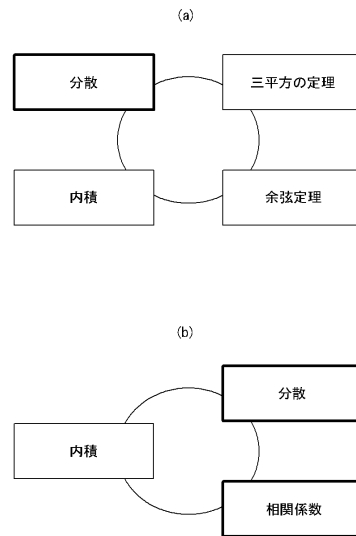 (a)
分散
三平方の定理
内積
余弦定理
(b)
分散
内積
相関係数